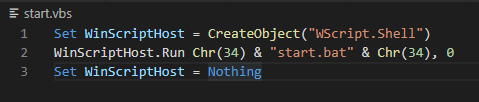 start.vbs
1 Set WinScriptHost = CreateObject("WScript.Shell")
2 WinScriptHost.Run Chr(34) & "start.bat" & Chr(34), 0
3 Set WinScriptHost = Nothing